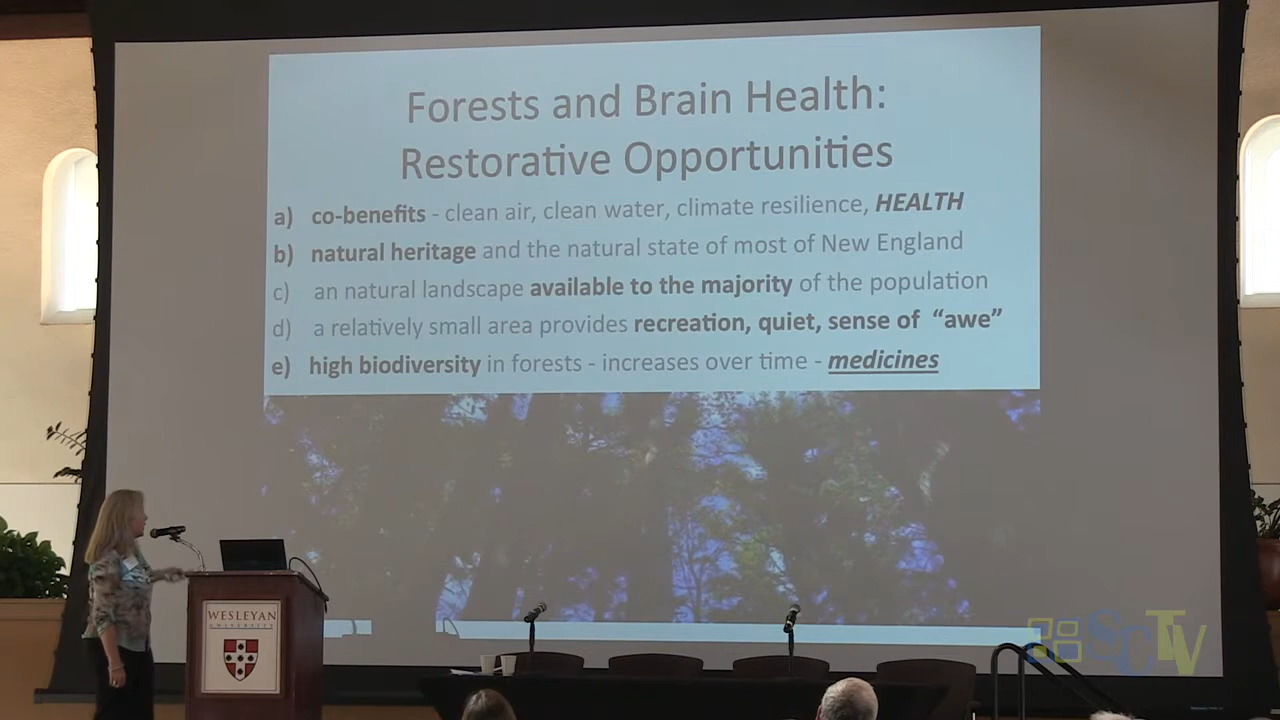 Forests and Brain Health:
Restorative Opportunities
a) co-benefits - clean air, clean water, climate resilience, HEALTH
b) natural heritage and the natural state of most of New England
c) an natural landscape available to the majority of the population
d) a relatively small area provides recreation, quiet, sense of “awe”
e) high biodiversity in forests - increases over time - medicines
WESLEYAN
UNIVERSITY
SCTV